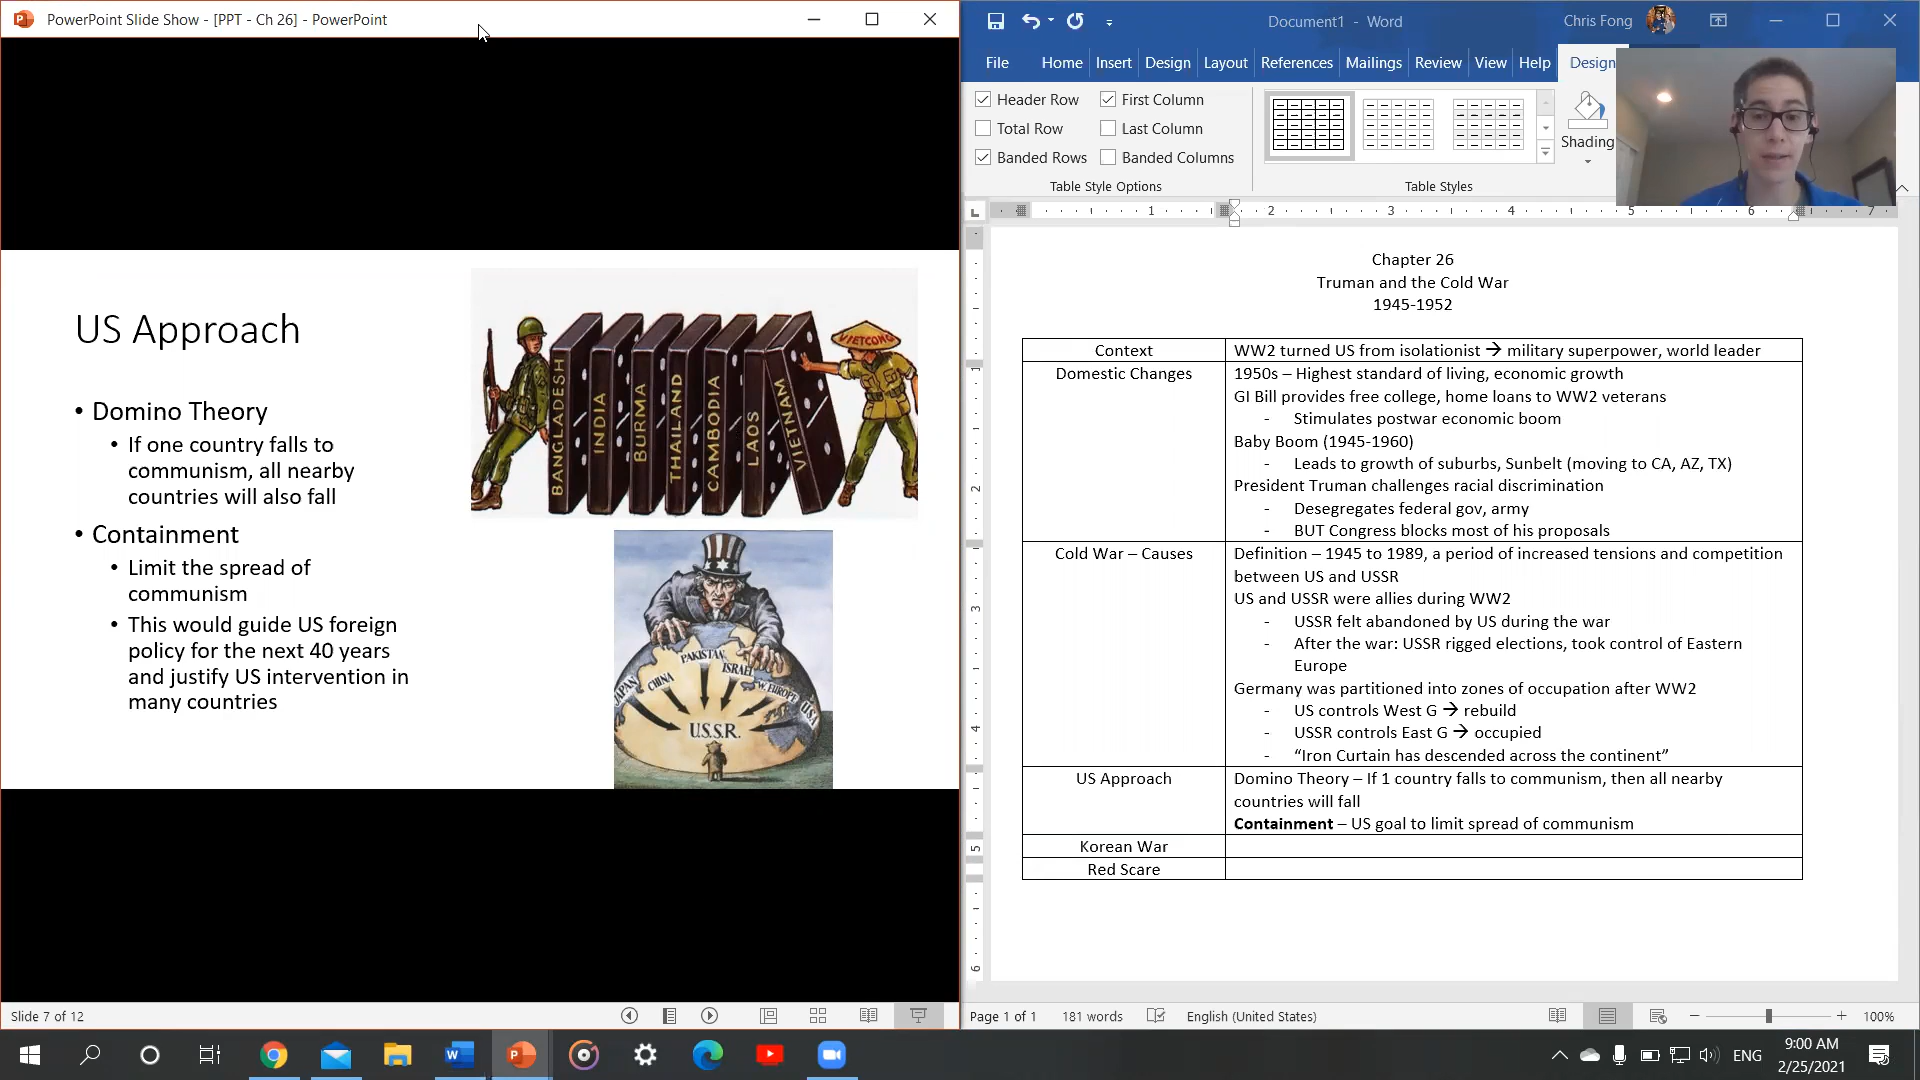 PowerPoint Slide Show - [PPT - Ch 26] - PowerPoint
US Approach
• Domino Theory
• If one country falls to
communism, all nearby
countries will also fall
• Containment
• Limit the spread of
communism
• This would guide US foreign
policy for the next 40 years
and justify US intervention in
many countries
BANGLADESH
INDIA
BURMA
THAILAND
CAMBODIA
LAOS
VIETNAM
VIETCONG
JAPAN
CHINA
PAKISTAN
ISRAEL
W. EUROPE
USA
U.S.S.R.
Slide 7 of 12
Document1 - Word
Chris Fong
File Home Insert Design Layout References Mailings Review View Help Design
Header Row First Column
Total Row Last Column
Banded Rows Banded Columns
Table Style Options
Table Styles
Shading
1 2 3 4 5 6 7
Chapter 26
Truman and the Cold War
1945-1952
Context
WW2 turned US from isolationist → military superpower, world leader
Domestic Changes
1950s – Highest standard of living, economic growth
GI Bill provides free college, home loans to WW2 veterans
- Stimulates postwar economic boom
Baby Boom (1945-1960)
- Leads to growth of suburbs, Sunbelt (moving to CA, AZ, TX)
President Truman challenges racial discrimination
- Desegregates federal gov, army
- BUT Congress blocks most of his proposals
Cold War – Causes
Definition – 1945 to 1989, a period of increased tensions and competition
between US and USSR
US and USSR were allies during WW2
- USSR felt abandoned by US during the war
- After the war: USSR rigged elections, took control of Eastern
Europe
Germany was partitioned into zones of occupation after WW2
- US controls West G → rebuild
- USSR controls East G → occupied
- “Iron Curtain has descended across the continent”
US Approach
Domino Theory – If 1 country falls to communism, then all nearby
countries will fall
Containment – US goal to limit spread of communism
Korean War
Red Scare
1
2
3
4
5
6
Page 1 of 1 181 words English (United States) 100%
ENG
9:00 AM
2/25/2021